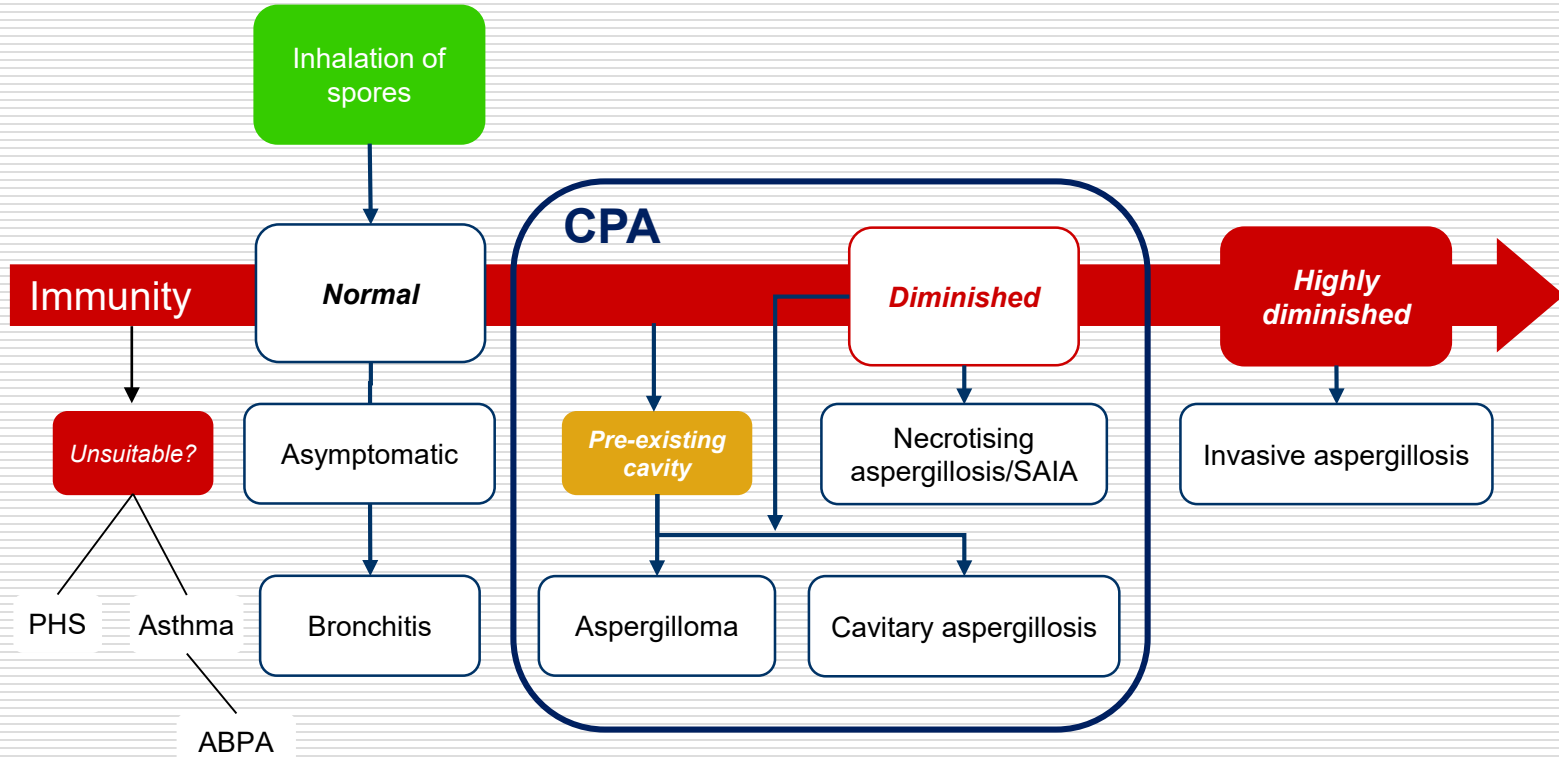 Inhalation of
spores
CPA
Immunity
Normal
Diminished
Highly
diminished
Unsuitable?
Asymptomatic
Pre-existing
cavity
Necrotising
aspergillosis/SAIA
Invasive aspergillosis
PHS
Asthma
Bronchitis
Aspergilloma
Cavitary aspergillosis
ABPA